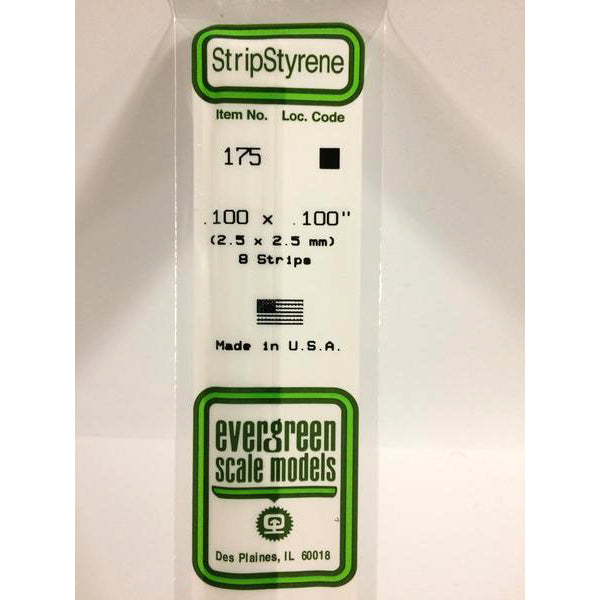 StripStyrene
Item No. Loc. Code
175
.100 x .100"
(2.5 x 2.5 mm)
8 Strips
Made in U.S.A.
evergreen
scale models
Des Plaines, IL 60018